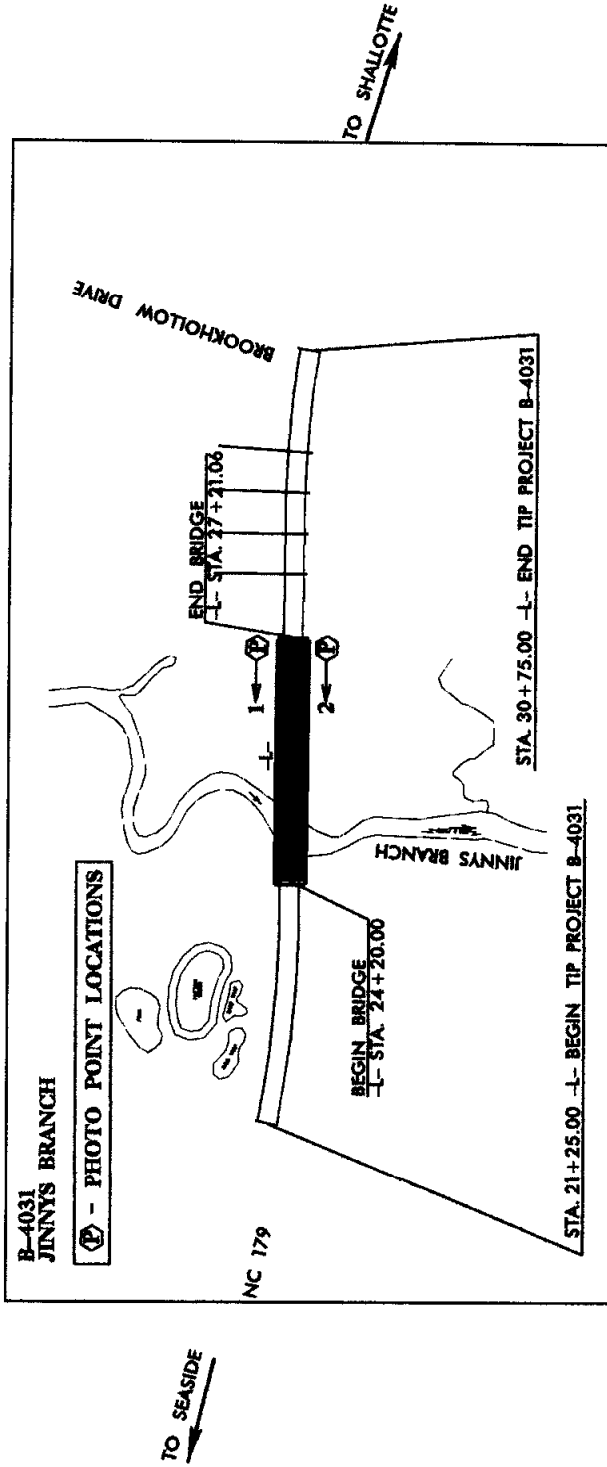 B-4031
JINNYS BRANCH
Ⓟ - PHOTO POINT LOCATIONS
TO SEASIDE
NC 179
BEGIN BRIDGE
-L- STA. 24+20.00
STA. 21+25.00 -L- BEGIN TIP PROJECT B-4031
JINNYS BRANCH
-L-
1
P
2
P
END BRIDGE
-L- STA. 27+21.06
BROOKHOLLOW DRIVE
STA. 30+75.00 -L- END TIP PROJECT B-4031
TO SHALLOTTE